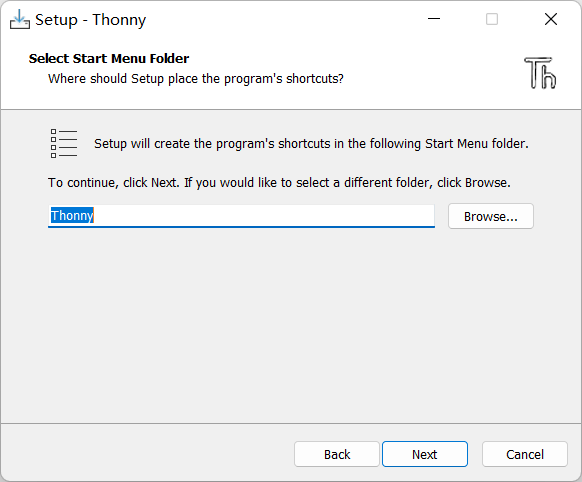 Setup - Thonny
Select Start Menu Folder
Where should Setup place the program's shortcuts?
Th
Setup will create the program's shortcuts in the following Start Menu folder.
To continue, click Next. If you would like to select a different folder, click Browse.
Thonny
Browse...
Back
Next
Cancel